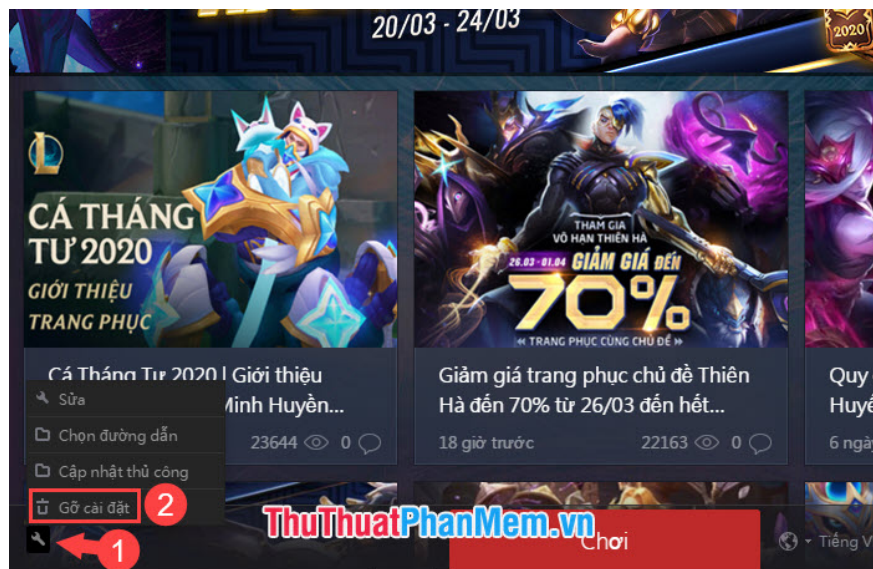 20/03 - 24/03
2020
CÁ THÁNG
TƯ 2020
GIỚI THIỆU
TRANG PHỤC
THAM GIA
VÔ HẠN THIÊN HÀ
26.03 - 01.04 GIẢM GIÁ ĐẾN
70%
« TRANG PHỤC CÙNG CHỦ ĐỀ »
Cá Tháng Tư 2020 | Giới thiệu
Minh Huyền...
23644 0
Giảm giá trang phục chủ đề Thiên
Hà đến 70% từ 26/03 đến hết...
18 giờ trước 22163 0
Quy
Huyề
6 ngà
Sửa
Chọn đường dẫn
Cập nhật thủ công
Gỡ cài đặt 2
1
ThuThuatPhanMem.vn
Chơi
Tiếng V